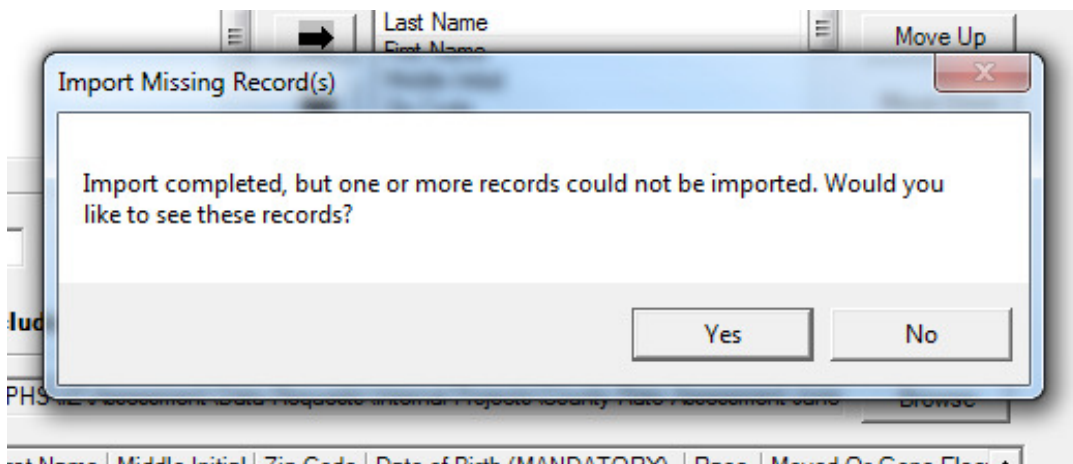 Last Name
First Name
Move Up
Import Missing Record(s)
Import completed, but one or more records could not be imported. Would you
like to see these records?
Yes
No
Browse
Middle Initial
Zip Code
Date of Birth (MANDATORY)
Race
Moved Or Gone Flag